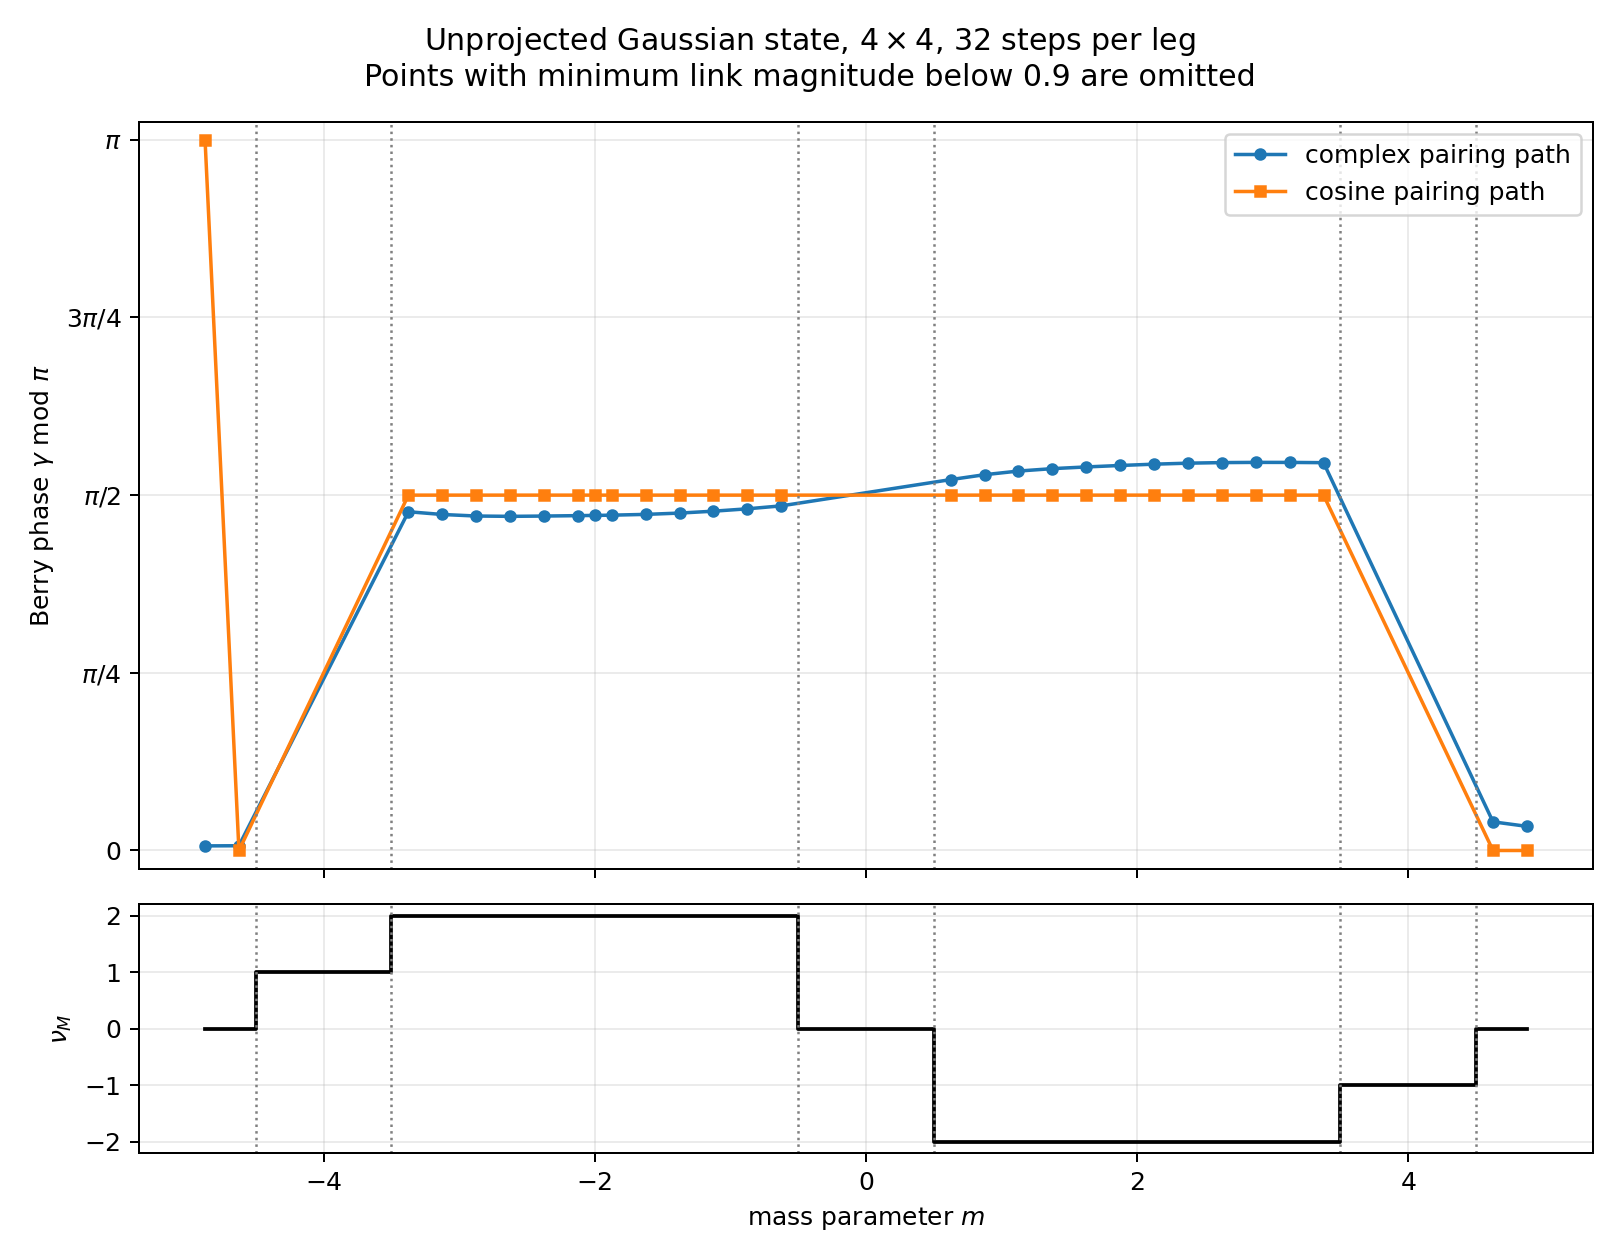 Unprojected Gaussian state, 4 × 4, 32 steps per leg
Points with minimum link magnitude below 0.9 are omitted
complex pairing path
cosine pairing path
Berry phase γ mod π
π
3π/4
π/2
π/4
0
ν_M
2
1
0
−1
−2
−4
−2
0
2
4
mass parameter m